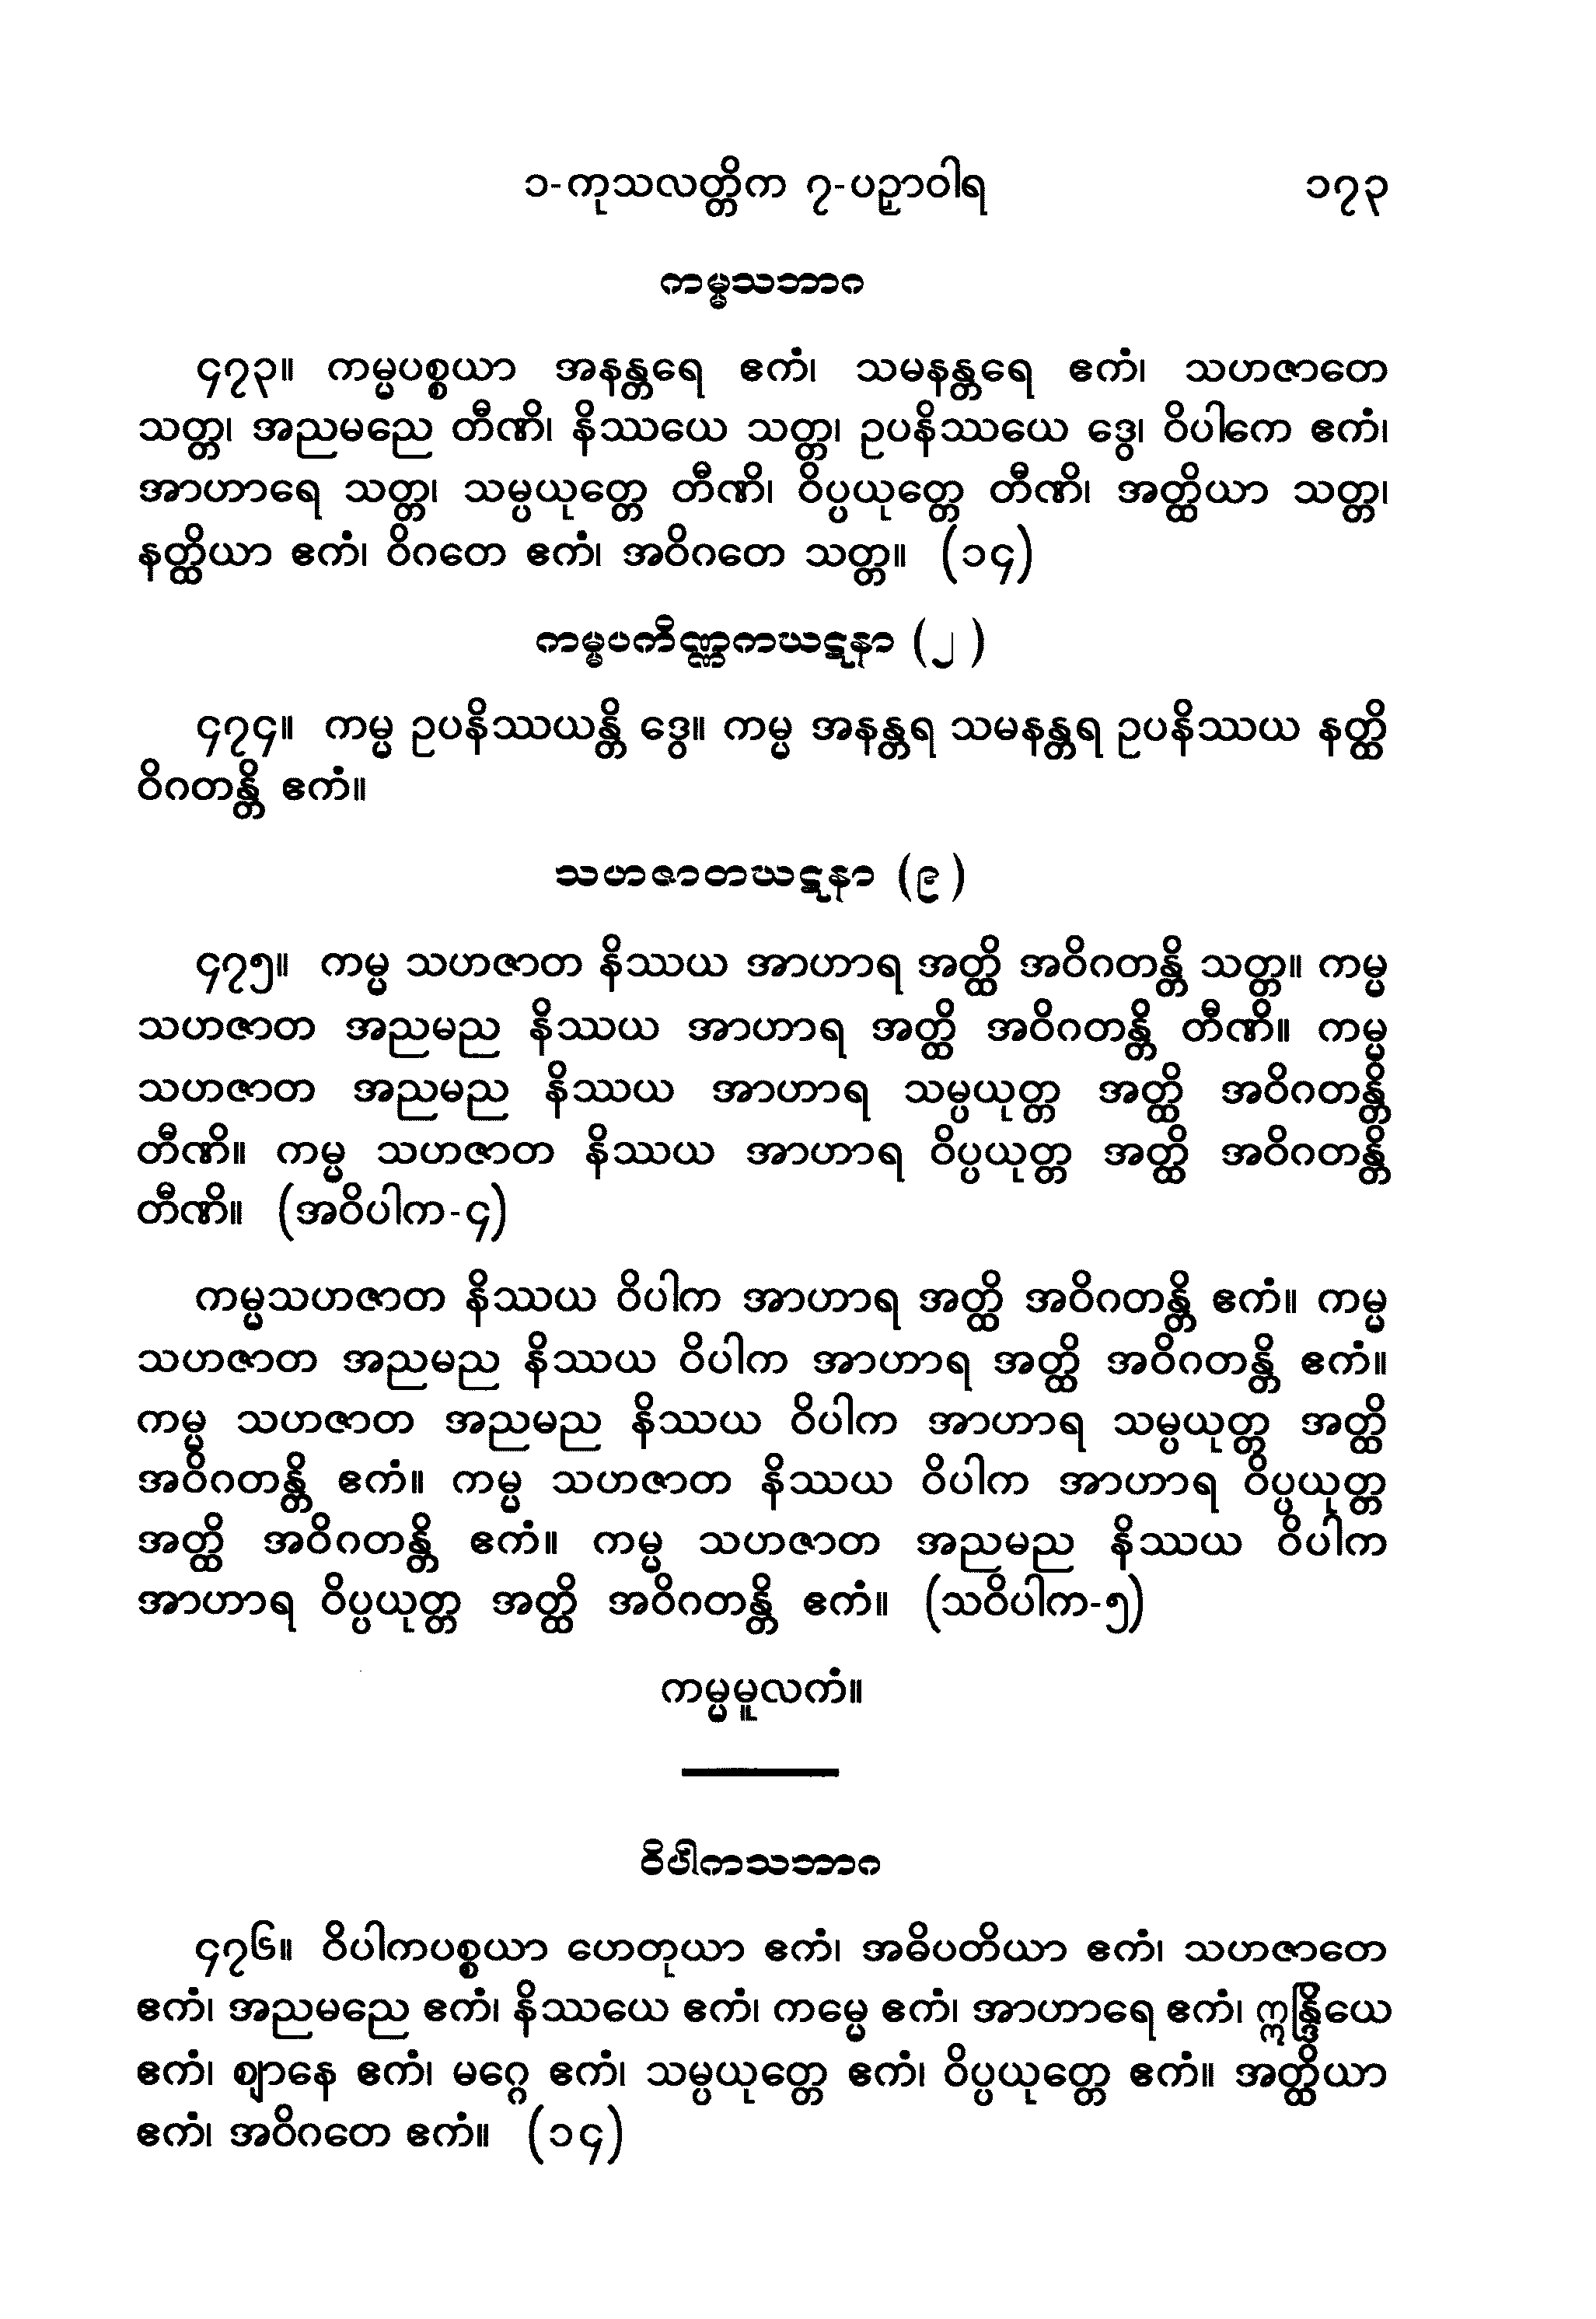 ၁-ကုသလတ္တိက ၇-ပဉှာဝါရ ၁၇၃
ကမ္မသဘာဂ
၄၇၃။ ကမ္မပစ္စယာ အနန္တရေ ဧကံ၊ သမနန္တရေ ဧကံ၊ သဟဇာတေ
သတ္တ၊ အညမညေ တီဏိ၊ နိဿယေ သတ္တ၊ ဥပနိဿယေ ဒွေ၊ ဝိပါကေ ဧကံ၊
အာဟာရေ သတ္တ၊ သမ္ပယုတ္တေ တီဏိ၊ ဝိပ္ပယုတ္တေ တီဏိ၊ အတ္ထိယာ သတ္တ၊
နတ္ထိယာ ဧကံ၊ ဝိဂတေ ဧကံ၊ အဝိဂတေ သတ္တ။ (၁၄)
ကမ္မပကိဏ္ဏကဃဋနာ (၂)
၄၇၄။ ကမ္မ ဥပနိဿယန္တိ ဒွေ။ ကမ္မ အနန္တရ သမနန္တရ ဥပနိဿယ နတ္ထိ
ဝိဂတန္တိ ဧကံ။
သဟဇာတဃဋနာ (၉)
၄၇၅။ ကမ္မ သဟဇာတ နိဿယ အာဟာရ အတ္ထိ အဝိဂတန္တိ သတ္တ။ ကမ္မ
သဟဇာတ အညမည နိဿယ အာဟာရ အတ္ထိ အဝိဂတန္တိ တီဏိ။ ကမ္မ
သဟဇာတ အညမည နိဿယ အာဟာရ သမ္ပယုတ္တ အတ္ထိ အဝိဂတန္တိ
တီဏိ။ ကမ္မ သဟဇာတ နိဿယ အာဟာရ ဝိပ္ပယုတ္တ အတ္ထိ အဝိဂတန္တိ
တီဏိ။ (အဝိပါက-၄)
ကမ္မသဟဇာတ နိဿယ ဝိပါက အာဟာရ အတ္ထိ အဝိဂတန္တိ ဧကံ။ ကမ္မ
သဟဇာတ အညမည နိဿယ ဝိပါက အာဟာရ အတ္ထိ အဝိဂတန္တိ ဧကံ။
ကမ္မ သဟဇာတ အညမည နိဿယ ဝိပါက အာဟာရ သမ္ပယုတ္တ အတ္ထိ
အဝိဂတန္တိ ဧကံ။ ကမ္မ သဟဇာတ နိဿယ ဝိပါက အာဟာရ ဝိပ္ပယုတ္တ
အတ္ထိ အဝိဂတန္တိ ဧကံ။ ကမ္မ သဟဇာတ အညမည နိဿယ ဝိပါက
အာဟာရ ဝိပ္ပယုတ္တ အတ္ထိ အဝိဂတန္တိ ဧကံ။ (သဝိပါက-၅)
ကမ္မမူလကံ။
ဝိပါကသဘာဂ
၄၇၆။ ဝိပါကပစ္စယာ ဟေတုယာ ဧကံ၊ အဓိပတိယာ ဧကံ၊ သဟဇာတေ
ဧကံ၊ အညမညေ ဧကံ၊ နိဿယေ ဧကံ၊ ကမ္မေ ဧကံ၊ အာဟာရေ ဧကံ၊ ဣန္ဒြိယေ
ဧကံ၊ ဈာနေ ဧကံ၊ မဂ္ဂေ ဧကံ၊ သမ္ပယုတ္တေ ဧကံ၊ ဝိပ္ပယုတ္တေ ဧကံ။ အတ္ထိယာ
ဧကံ၊ အဝိဂတေ ဧကံ။ (၁၄)